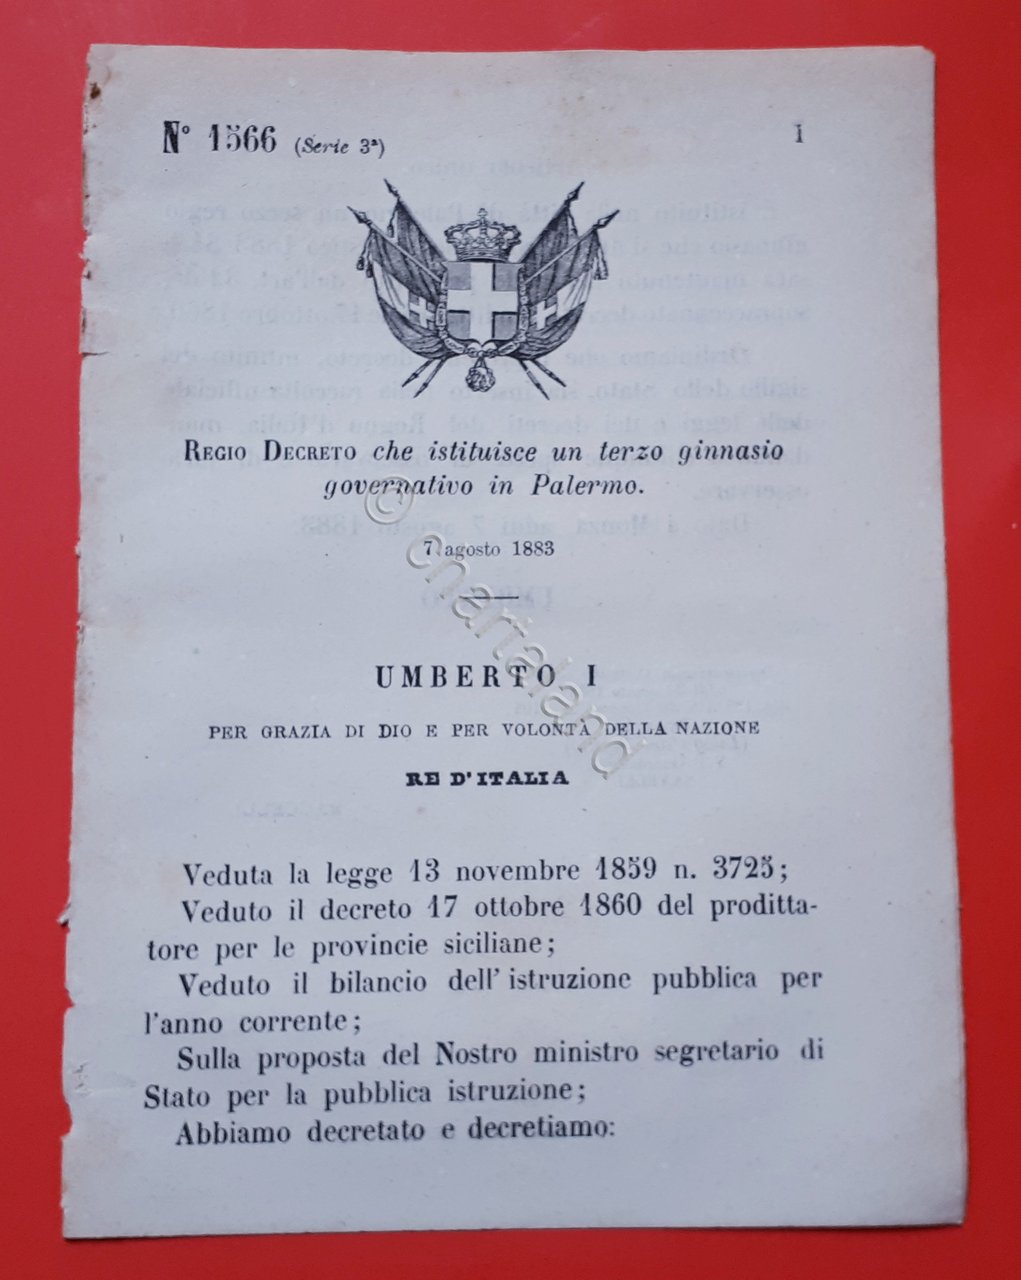 N° 1566 (Serie 3ª) 1
REGIO DECRETO che istituisce un terzo ginnasio
governativo in Palermo.
7 agosto 1883
UMBERTO I
PER GRAZIA DI DIO E PER VOLONTÀ DELLA NAZIONE
RE D'ITALIA
Veduta la legge 13 novembre 1859 n. 3725;
Veduto il decreto 17 ottobre 1860 del proditta-
tore per le provincie siciliane;
Veduto il bilancio dell' istruzione pubblica per
l'anno corrente;
Sulla proposta del Nostro ministro segretario di
Stato per la pubblica istruzione;
Abbiamo decretato e decretiamo:
© chartaland